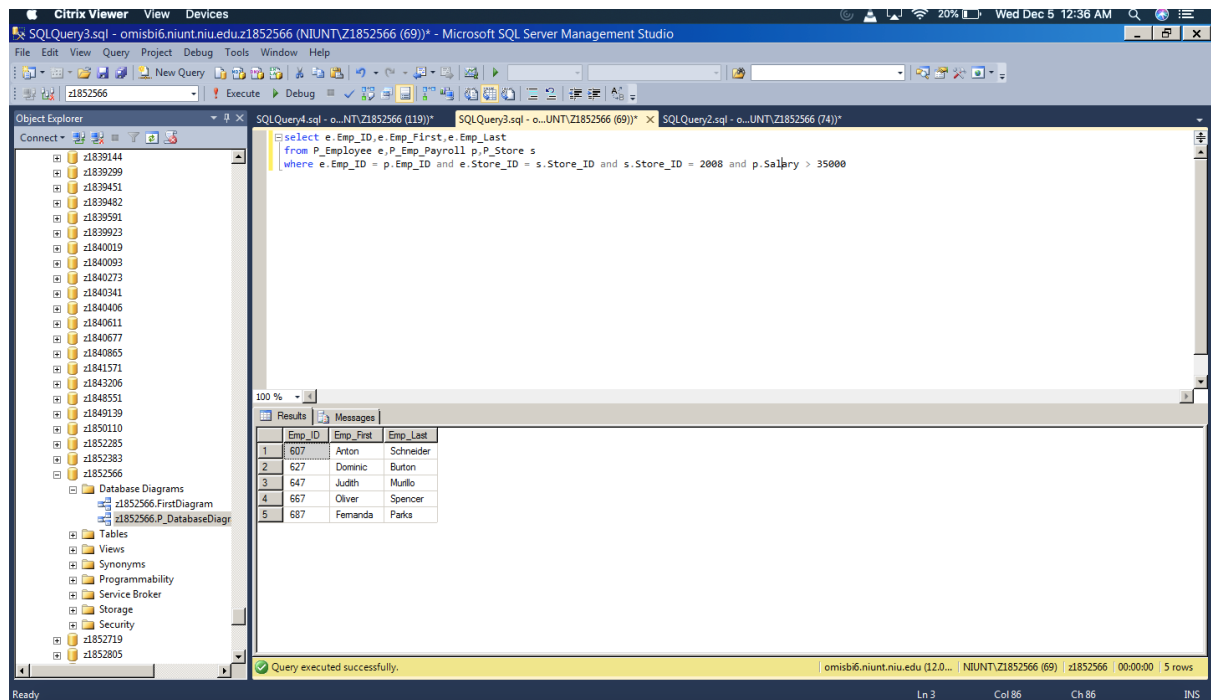 Citrix Viewer View Devices 20% Wed Dec 5 12:36 AM
SQLQuery3.sql - omisbi6.niunt.niu.edu.z1852566 (NIUNT\Z1852566 (69))* - Microsoft SQL Server Management Studio
File Edit View Query Project Debug Tools Window Help
New Query
z1852566 Execute Debug
Object Explorer
Connect
z1839144
z1839299
z1839451
z1839482
z1839591
z1839923
z1840019
z1840093
z1840273
z1840341
z1840406
z1840611
z1840677
z1840865
z1841571
z1843206
z1848551
z1849139
z1850110
z1852285
z1852383
z1852566
Database Diagrams
z1852566.FirstDiagram
z1852566.P_DatabaseDiagr
Tables
Views
Synonyms
Programmability
Service Broker
Storage
Security
z1852719
z1852805
SQLQuery4.sql - o...NT\Z1852566 (119))* SQLQuery3.sql - o...UNT\Z1852566 (69))* SQLQuery2.sql - o...UNT\Z1852566 (74))*
select e.Emp_ID,e.Emp_First,e.Emp_Last
from P_Employee e,P_Emp_Payroll p,P_Store s
where e.Emp_ID = p.Emp_ID and e.Store_ID = s.Store_ID and s.Store_ID = 2008 and p.Salary > 35000
100 %
Results Messages
Emp_ID Emp_First Emp_Last
1 607 Anton Schneider
2 627 Dominic Burton
3 647 Judith Murillo
4 667 Oliver Spencer
5 687 Fernanda Parks
Query executed successfully. omisbi6.niunt.niu.edu (12.0... NIUNT\Z1852566 (69) z1852566 00:00:00 5 rows
Ready Ln 3 Col 86 Ch 86 INS